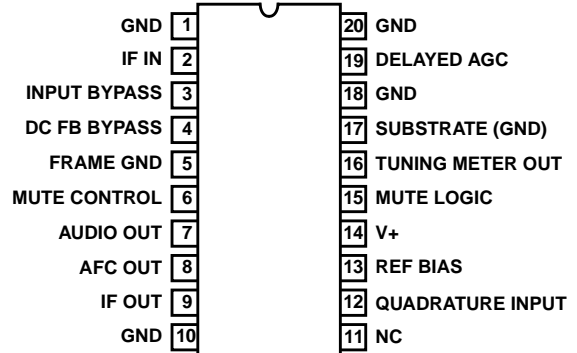 GND 1 20 GND
IF IN 2 19 DELAYED AGC
INPUT BYPASS 3 18 GND
DC FB BYPASS 4 17 SUBSTRATE (GND)
FRAME GND 5 16 TUNING METER OUT
MUTE CONTROL 6 15 MUTE LOGIC
AUDIO OUT 7 14 V+
AFC OUT 8 13 REF BIAS
IF OUT 9 12 QUADRATURE INPUT
GND 10 11 NC